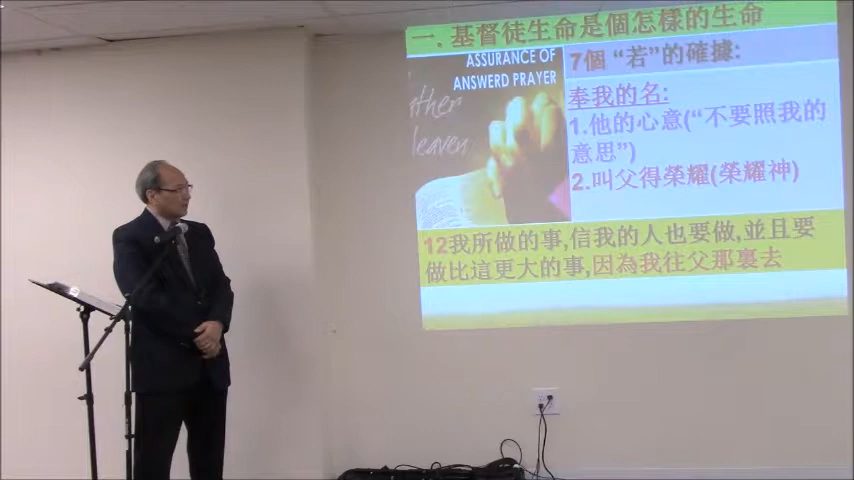 一. 基督徒生命是個怎樣的生命
ASSURANCE OF
ANSWERD PRAYER
ther
leaven
7個 “若”的確據:
奉我的名:
1.他的心意(“不要照我的
意思”)
2.叫父得榮耀(榮耀神)
12我所做的事,信我的人也要做,並且要
做比這更大的事,因為我往父那裏去